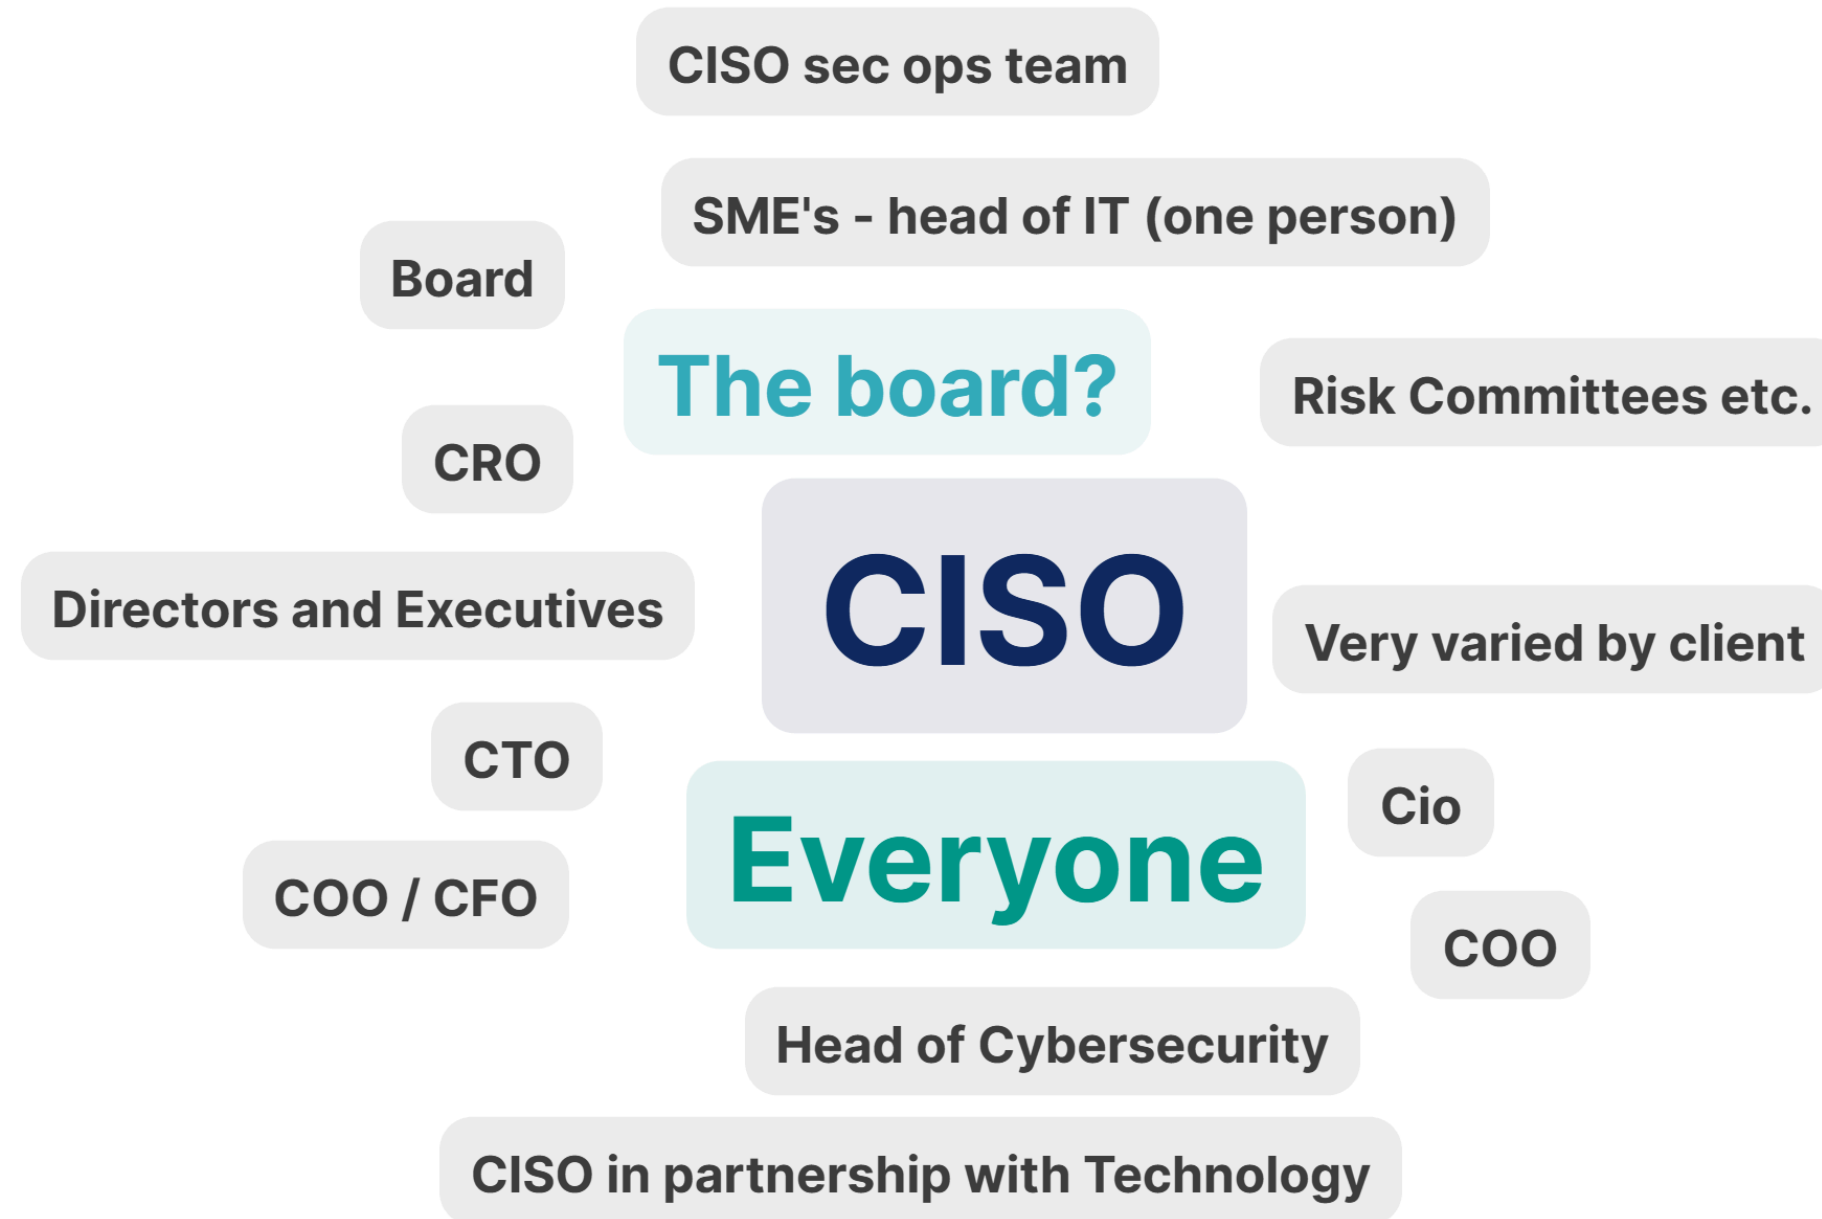 CISO sec ops team
SME's - head of IT (one person)
Board
The board?
Risk Committees etc.
CRO
CISO
Directors and Executives
Very varied by client
CTO
Cio
Everyone
COO / CFO
COO
Head of Cybersecurity
CISO in partnership with Technology